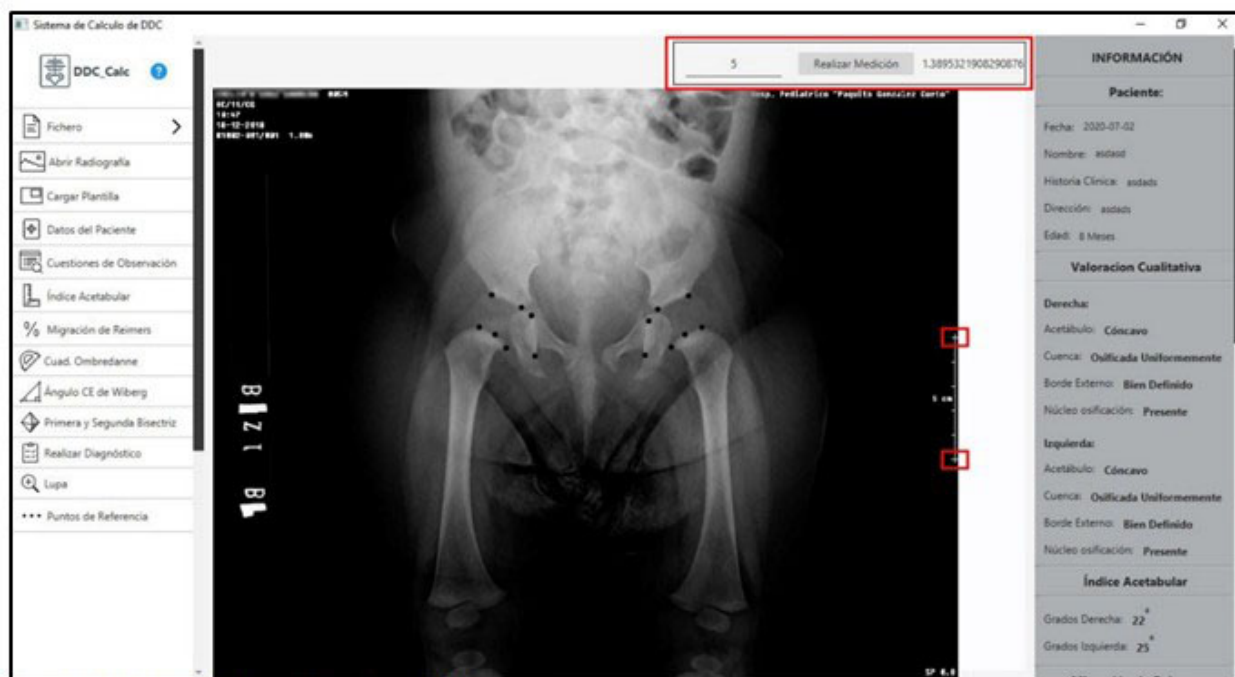 Sistema de Calculo de DDC
DDC_Calc
?
Fichero
Abrir Radiografía
Cargar Plantilla
Datos del Paciente
Cuestiones de Observación
Índice Acetabular
% Migración de Reimers
Cuad. Ombredanne
Ángulo CE de Wiberg
Primera y Segunda Bisectriz
Realizar Diagnóstico
Lupa
Puntos de Referencia
5 Realizar Medición 1.3895321908290876
Hosp. Pediatrico "Paquito Gonzalez Cueto"
10:47
5 cm
INFORMACIÓN
Paciente:
Fecha: 2020-07-02
Nombre: asdasd
Historia Clinica: asdads
Dirección: asdads
Edad: 8 Meses
Valoracion Cualitativa
Derecha:
Acetábulo: Cóncavo
Cuenca: Osificada Uniformemente
Borde Externo: Bien Definido
Núcleo osificación: Presente
Izquierda:
Acetábulo: Cóncavo
Cuenca: Osificada Uniformemente
Borde Externo: Bien Definido
Núcleo osificación: Presente
Índice Acetabular
Grados Derecha: 22°
Grados Izquierda: 25°